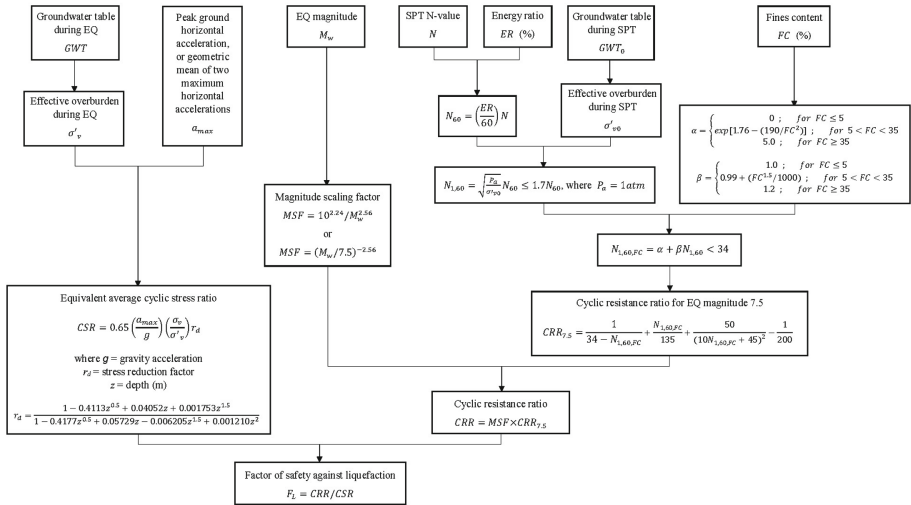 Groundwater table
during EQ
GWT
Peak ground
horizontal
acceleration,
or geometric
mean of two
maximum
horizontal
accelerations
a_max
EQ magnitude
M_w
SPT N-value
N
Energy ratio
ER (%)
Groundwater table
during SPT
GWT_0
Fines content
FC (%)
Effective overburden
during EQ
σ'_v
N_60 = (ER/60) N
Effective overburden
during SPT
σ'_v0
α = { 0 ; for FC ≤ 5
exp[1.76 − (190/FC^2)] ; for 5 < FC < 35
5.0 ; for FC ≥ 35
β = { 1.0 ; for FC ≤ 5
0.99 + (FC^1.5/1000) ; for 5 < FC < 35
1.2 ; for FC ≥ 35
N_1,60 = √(P_a/σ'_v0) N_60 ≤ 1.7N_60, where P_a = 1atm
Magnitude scaling factor
MSF = 10^2.24/M_w^2.56
or
MSF = (M_w/7.5)^−2.56
N_1,60,FC = α + βN_1,60 < 34
Equivalent average cyclic stress ratio
CSR = 0.65 (a_max/g) (σ_v/σ'_v) r_d
where g = gravity acceleration
r_d = stress reduction factor
z = depth (m)
r_d = (1 − 0.4113z^0.5 + 0.04052z + 0.001753z^1.5)/(1 − 0.4177z^0.5 + 0.05729z − 0.006205z^1.5 + 0.001210z^2)
Cyclic resistance ratio for EQ magnitude 7.5
CRR_7.5 = 1/(34 − N_1,60,FC) + N_1,60,FC/135 + 50/(10N_1,60,FC + 45)^2 − 1/200
Cyclic resistance ratio
CRR = MSF×CRR_7.5
Factor of safety against liquefaction
F_L = CRR/CSR